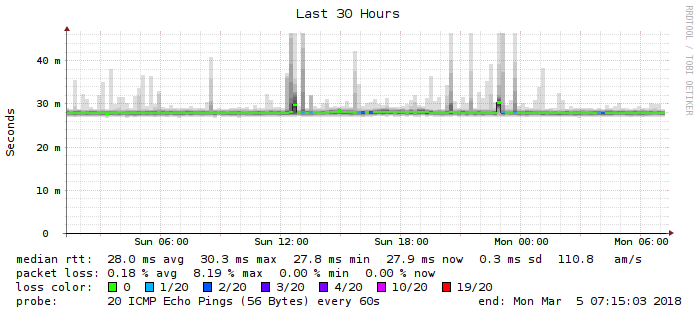 Last 30 Hours
RRDTOOL / TOBI OETIKER
Seconds
40 m
30 m
20 m
10 m
0
Sun 06:00 Sun 12:00 Sun 18:00 Mon 00:00 Mon 06:00
median rtt: 28.0 ms avg 30.3 ms max 27.8 ms min 27.9 ms now 0.3 ms sd 110.8 am/s
packet loss: 0.18 % avg 8.19 % max 0.00 % min 0.00 % now
loss color: 0 1/20 2/20 3/20 4/20 10/20 19/20
probe: 20 ICMP Echo Pings (56 Bytes) every 60s end: Mon Mar 5 07:15:03 2018